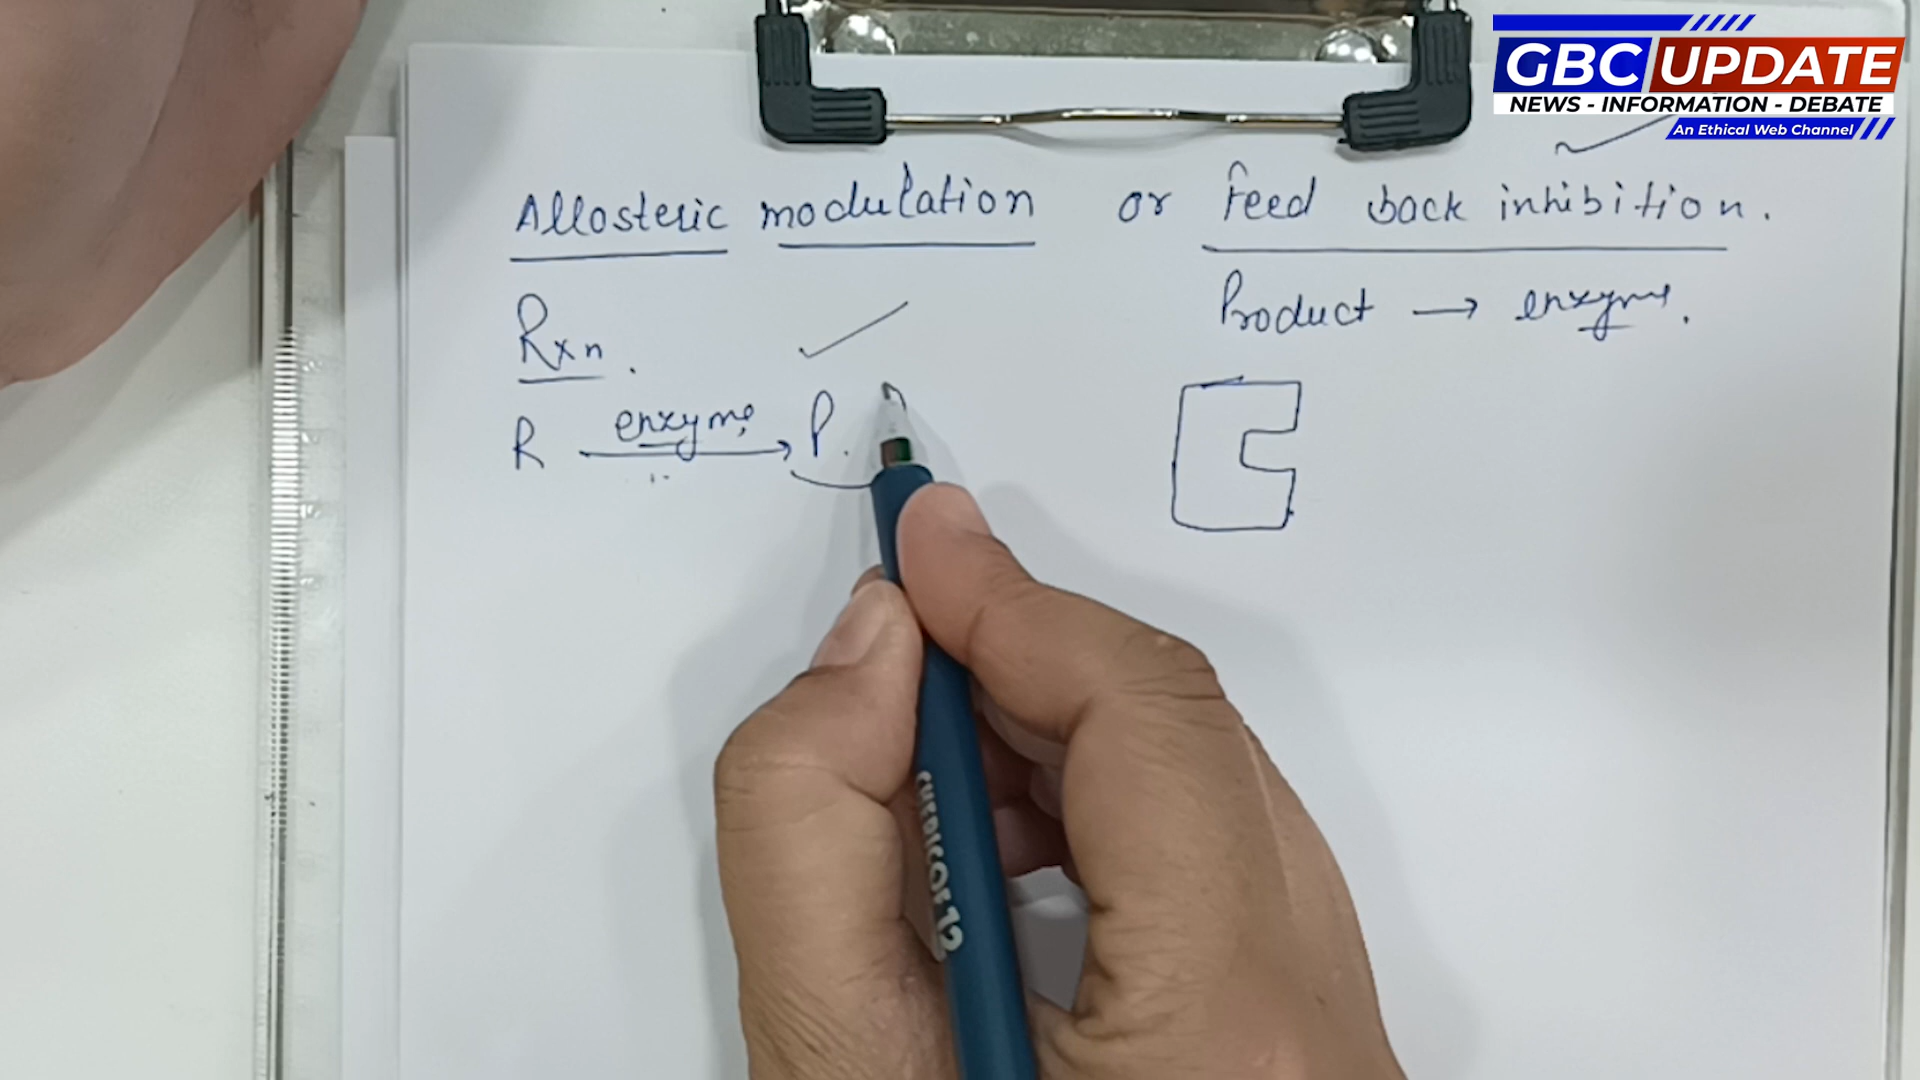 GBC UPDATE
NEWS - INFORMATION - DEBATE
An Ethical Web Channel
Allosteric modulation or Feed back inhibition.
Product → enzyme.
Rxn.
R enzyme → P.